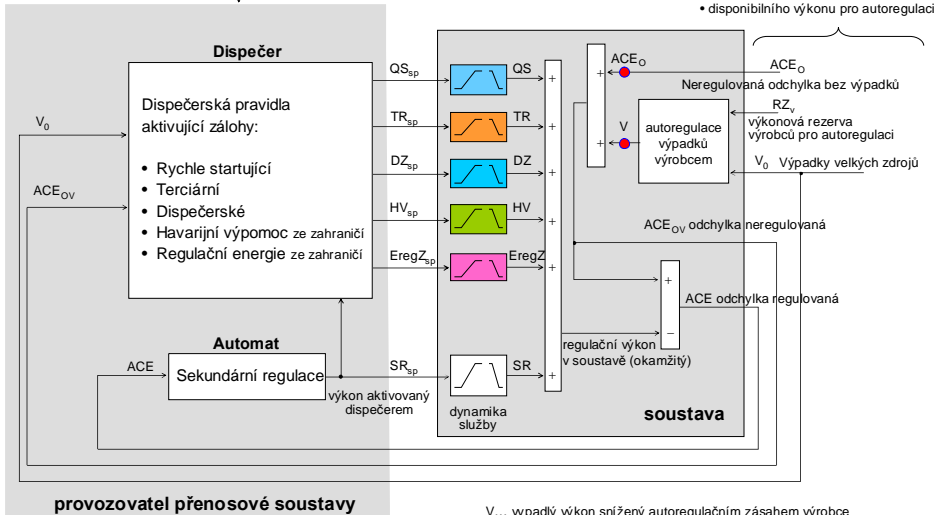 • disponibilního výkonu pro autoregulaci
Dispečer
Dispečerská pravidla
aktivující zálohy:
• Rychle startující
• Terciární
• Dispečerské
• Havarijní výpomoc ze zahraničí
• Regulační energie ze zahraničí
V0
ACEOV
QSsp
TRsp
DZsp
HVsp
EregZsp
QS
TR
DZ
HV
EregZ
+
+
+
+
+
+
+
+
ACEO
V
autoregulace
výpadků
výrobcem
ACEO
Neregulovaná odchylka bez výpadků
RZv
výkonová rezerva
výrobců pro autoregulaci
V0 Výpadky velkých zdrojů
ACEOV odchylka neregulovaná
+
−
ACE odchylka regulovaná
regulační výkon
v soustavě (okamžitý)
Automat
ACE
Sekundární regulace
SRsp
SR
výkon aktivovaný
dispečerem
dynamika
služby
soustava
provozovatel přenosové soustavy
V... vypadlý výkon snížený autoregulačním zásahem výrobce